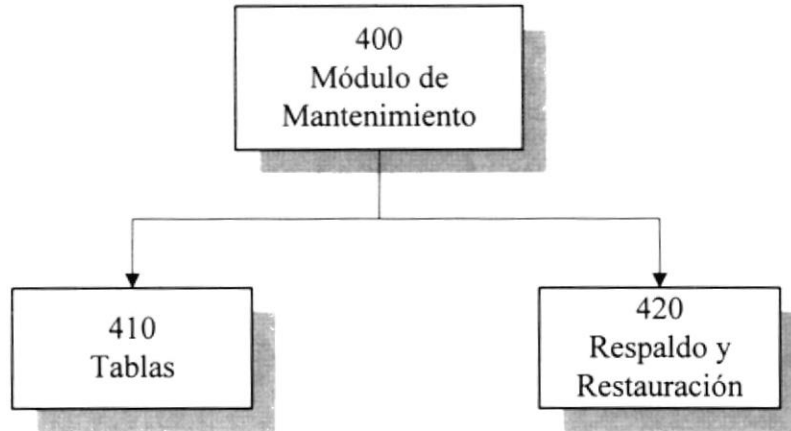 400
Módulo de
Mantenimiento
410
Tablas
420
Respaldo y
Restauración